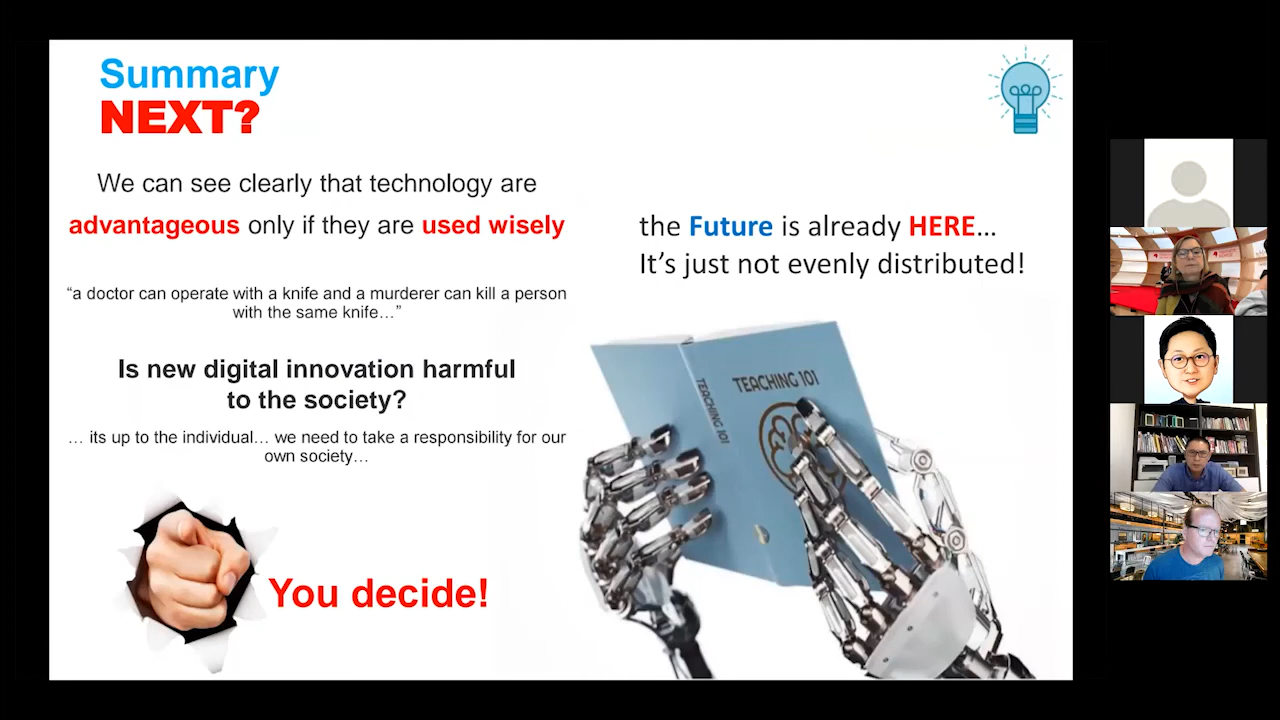 Summary
NEXT?
We can see clearly that technology are
advantageous only if they are used wisely
“a doctor can operate with a knife and a murderer can kill a person
with the same knife…”
Is new digital innovation harmful
to the society?
… its up to the individual… we need to take a responsibility for our
own society…
You decide!
the Future is already HERE…
It’s just not evenly distributed!
TEACHING 101
TEACHING 101